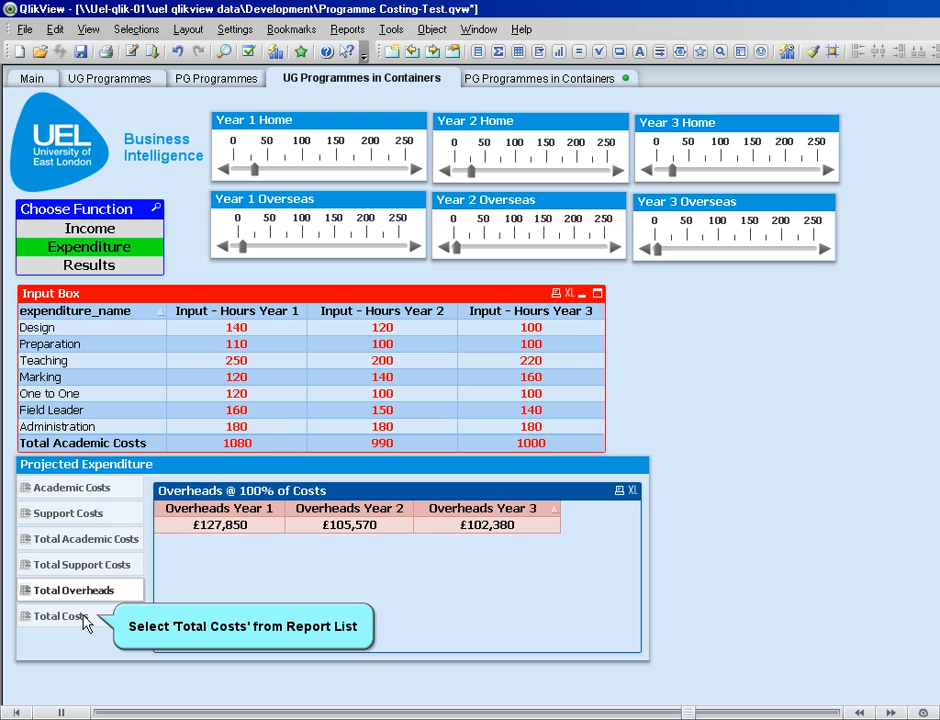 QlikView - [\\Uel-qlik-01\uel qlikview data\Development\Programme Costing-Test.qvw*]
File Edit View Selections Layout Settings Bookmarks Reports Tools Object Window Help
Main UG Programmes PG Programmes UG Programmes in Containers PG Programmes in Containers
UEL
University of
East London
Business
Intelligence
Year 1 Home
0 50 100 150 200 250
Year 2 Home
0 50 100 150 200 250
Year 3 Home
0 50 100 150 200 250
Year 1 Overseas
0 50 100 150 200 250
Year 2 Overseas
0 50 100 150 200 250
Year 3 Overseas
0 50 100 150 200 250
Choose Function
Income
Expenditure
Results
Input Box XL
expenditure_name Input - Hours Year 1 Input - Hours Year 2 Input - Hours Year 3
Design 140 120 100
Preparation 110 100 100
Teaching 250 200 220
Marking 120 140 160
One to One 120 100 100
Field Leader 160 150 140
Administration 180 180 180
Total Academic Costs 1080 990 1000
Projected Expenditure
Academic Costs
Support Costs
Total Academic Costs
Total Support Costs
Total Overheads
Total Costs
Overheads @ 100% of Costs XL
Overheads Year 1 Overheads Year 2 Overheads Year 3
£127,850 £105,570 £102,380
Select 'Total Costs' from Report List